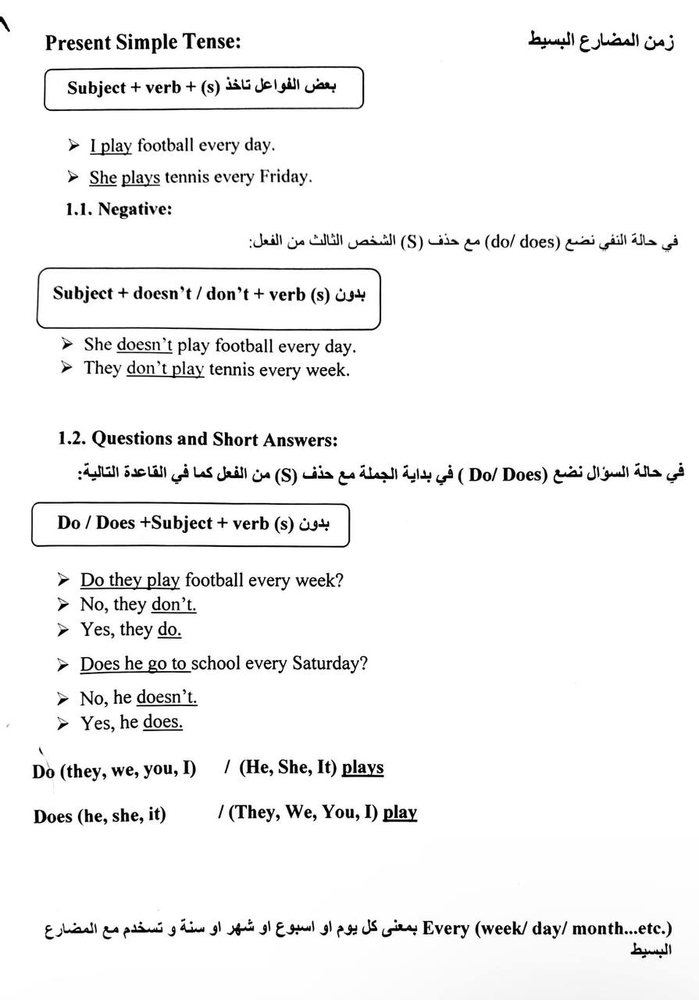 Present Simple Tense: زمن المضارع البسيط
Subject + verb + (s) بعض الفواعل تاخذ
➢ I play football every day.
➢ She plays tennis every Friday.
1.1. Negative:
في حالة النفي نضع (do/ does) مع حذف (S) الشخص الثالث من الفعل:
Subject + doesn’t / don’t + verb (s) بدون
➢ She doesn’t play football every day.
➢ They don’t play tennis every week.
1.2. Questions and Short Answers:
في حالة السؤال نضع (Do/ Does ) في بداية الجملة مع حذف (S) من الفعل كما في القاعدة التالية:
Do / Does +Subject + verb (s) بدون
➢ Do they play football every week?
➢ No, they don’t.
➢ Yes, they do.
➢ Does he go to school every Saturday?
➢ No, he doesn’t.
➢ Yes, he does.
Do (they, we, you, I) / (He, She, It) plays
Does (he, she, it) / (They, We, You, I) play
Every (week/ day/ month...etc.) بمعنى كل يوم او اسبوع او شهر او سنة و تسخدم مع المضارع
البسيط